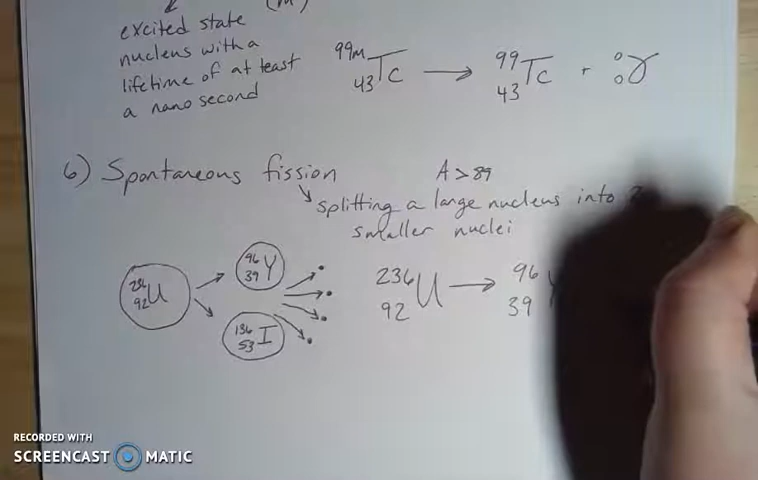 (m)
excited state
nucleus with a
lifetime of at least
a nano second
99m 43 Tc → 99 43 Tc + 0 0 γ
6) Spontaneous fission A > 89
splitting a large nucleus into 2
smaller nuclei
236 92 U
96 39 Y
136 53 I
236 92 U → 96 39 Y
RECORDED WITH
SCREENCAST MATIC